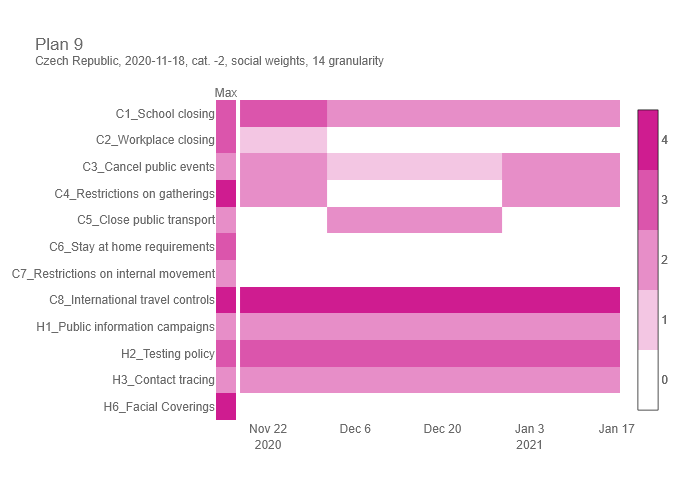 Plan 9
Czech Republic, 2020-11-18, cat. -2, social weights, 14 granularity
Max
C1_School closing
C2_Workplace closing
C3_Cancel public events
C4_Restrictions on gatherings
C5_Close public transport
C6_Stay at home requirements
C7_Restrictions on internal movement
C8_International travel controls
H1_Public information campaigns
H2_Testing policy
H3_Contact tracing
H6_Facial Coverings
4
3
2
1
0
Nov 22 Dec 6 Dec 20 Jan 3 Jan 17
2020 2021